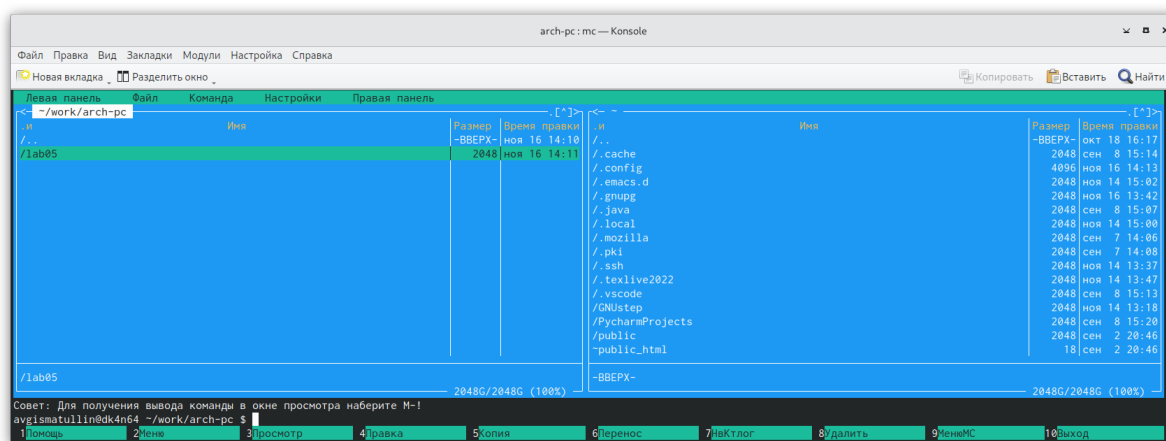 arch-pc : mc — Konsole
Файл Правка Вид Закладки Модули Настройка Справка
Новая вкладка Разделить окно Копировать Вставить Найти
Левая панель Файл Команда Настройки Правая панель
<- ~/work/arch-pc .[^]>
.и Имя Размер Время правки
/.. -ВВЕРХ- ноя 16 14:10
/lab05 2048 ноя 16 14:11
/lab05
2048G/2048G (100%)
<- ~ .[^]>
.и Имя Размер Время правки
/.. -ВВЕРХ- окт 18 16:17
/.cache 2048 сен 8 15:14
/.config 4096 ноя 16 14:13
/.emacs.d 2048 ноя 14 15:02
/.gnupg 2048 ноя 16 13:42
/.java 2048 сен 8 15:07
/.local 2048 ноя 14 15:00
/.mozilla 2048 сен 7 14:06
/.pki 2048 сен 7 14:08
/.ssh 2048 ноя 14 13:37
/.texlive2022 2048 ноя 14 13:47
/.vscode 2048 сен 8 15:13
/GNUstep 2048 ноя 14 13:18
/PycharmProjects 2048 сен 8 15:20
/public 2048 сен 2 20:46
~public_html 18 сен 2 20:46
-ВВЕРХ-
2048G/2048G (100%)
Совет: Для получения вывода команды в окне просмотра наберите M-!
avgismatullin@dk4n64 ~/work/arch-pc $
1Помощь 2Меню 3Просмотр 4Правка 5Копия 6Перенос 7НвКтлог 8Удалить 9МенюMC 10Выход